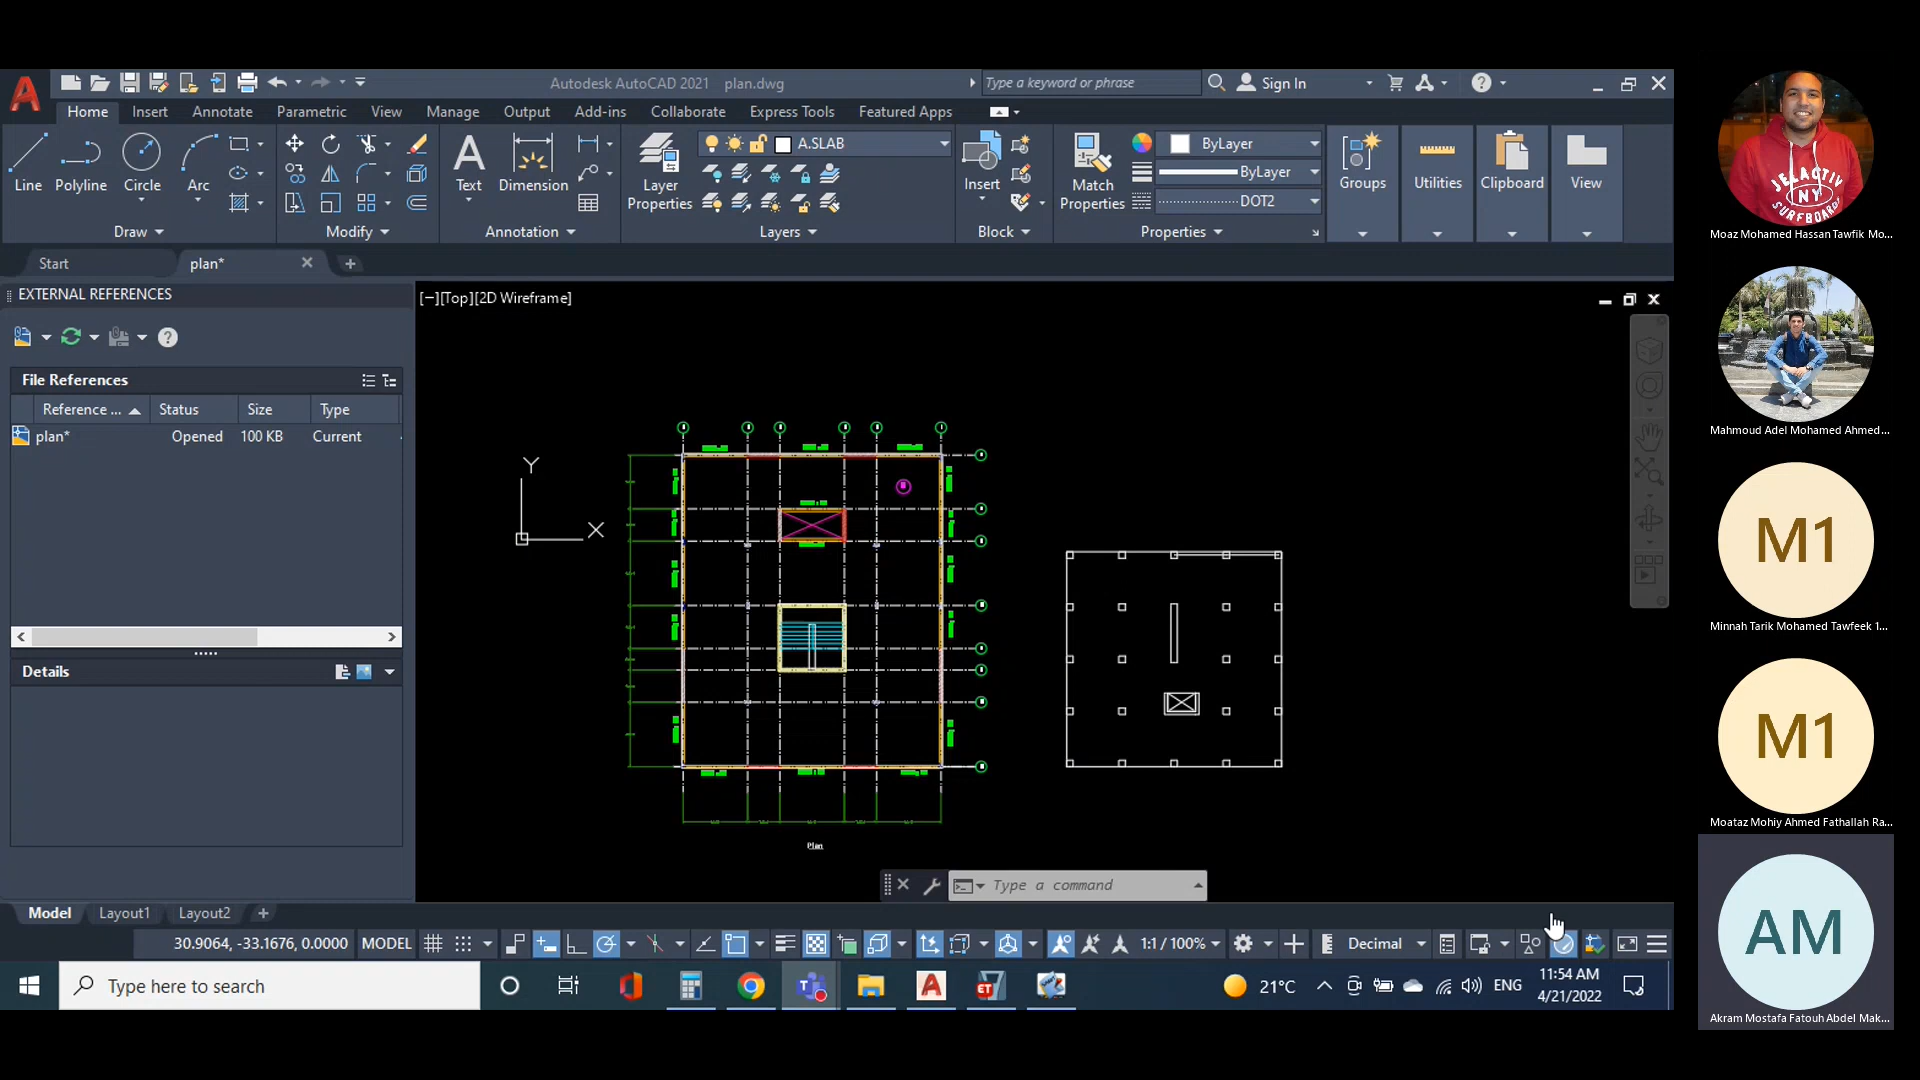 Autodesk AutoCAD 2021 plan.dwg
Type a keyword or phrase
Sign In
Home Insert Annotate Parametric View Manage Output Add-ins Collaborate Express Tools Featured Apps
Line Polyline Circle Arc
Draw
Modify
Text Dimension
Annotation
Layer Properties
A.SLAB
Layers
Insert
Block
Match Properties
ByLayer
ByLayer
DOT2
Properties
Groups
Utilities
Clipboard
View
Start
plan*
EXTERNAL REFERENCES
File References
Reference ... Status Size Type
plan* Opened 100 KB Current
Details
[−][Top][2D Wireframe]
Y
X
Plan
Type a command
Model Layout1 Layout2
30.9064, -33.1676, 0.0000 MODEL
1:1 / 100%
Decimal
Type here to search
21°C
ENG
11:54 AM
4/21/2022
JELACTIV
NY
SURFBOARD
Moaz Mohamed Hassan Tawfik Mo...
Mahmoud Adel Mohamed Ahmed...
M1
Minnah Tarik Mohamed Tawfeek 1...
M1
Moataz Mohiy Ahmed Fathallah Ra...
AM
Akram Mostafa Fatouh Abdel Mak...